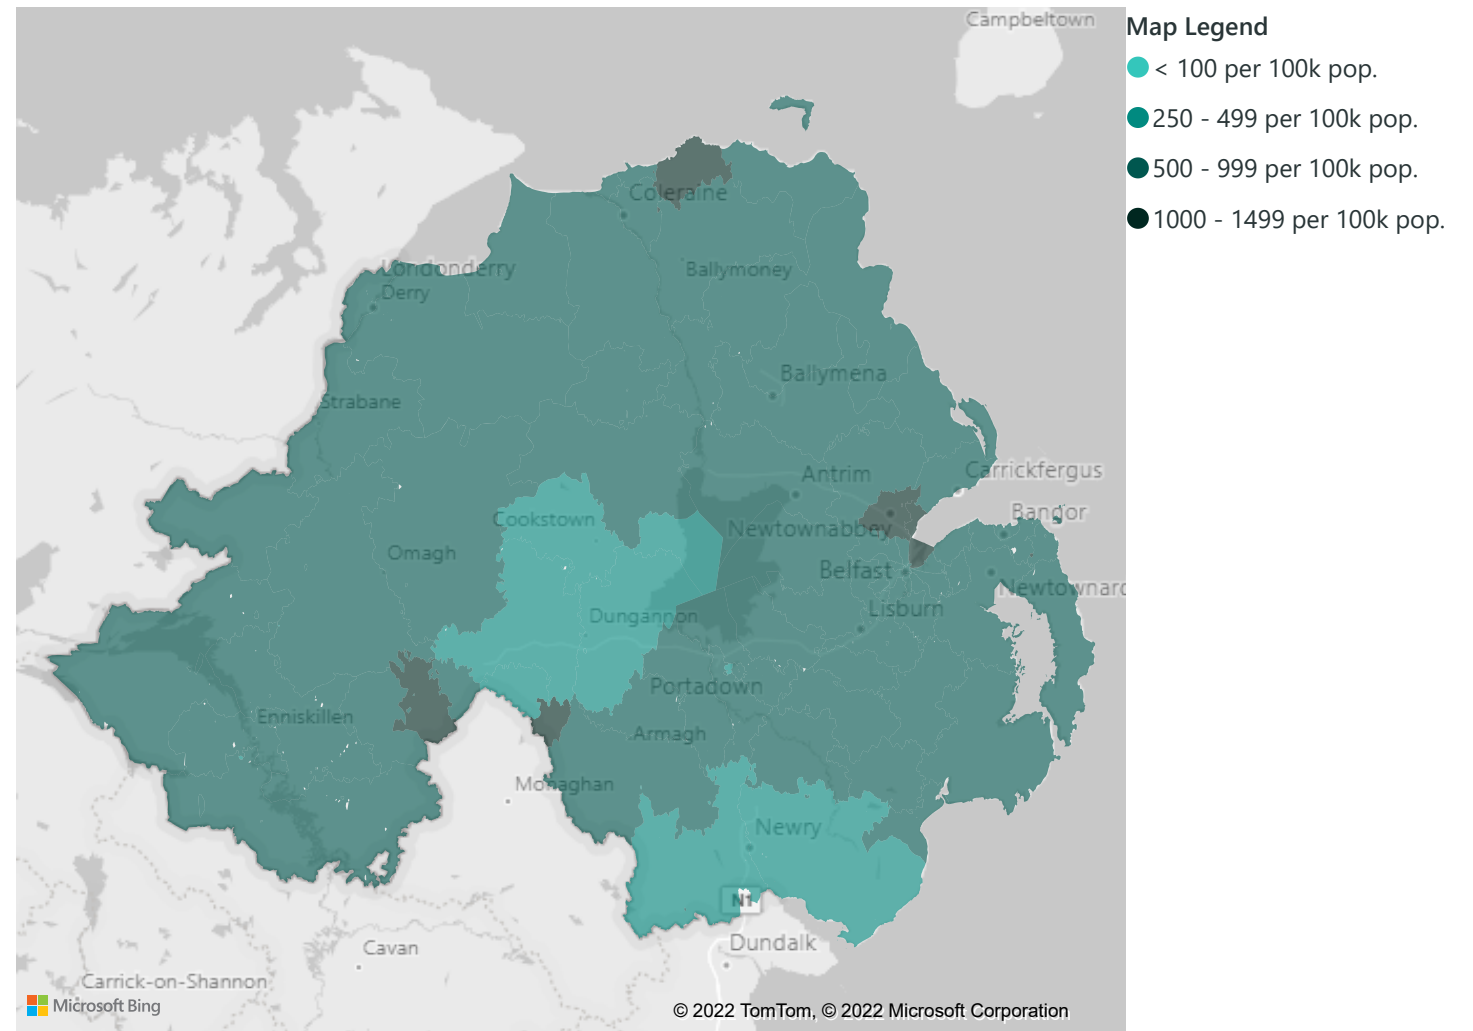 Campbeltown
Map Legend
< 100 per 100k pop.
250 - 499 per 100k pop.
500 - 999 per 100k pop.
1000 - 1499 per 100k pop.
Coleraine
Londonderry
Derry
Ballymoney
Ballymena
Strabane
Antrim
Carrickfergus
Cookstown
Bangor
Newtownabbey
Omagh
Belfast
Newtownard
Dungannon
Lisburn
Portadown
Enniskillen
Armagh
Monaghan
Newry
N1
Dundalk
Cavan
Carrick-on-Shannon
Microsoft Bing
© 2022 TomTom, © 2022 Microsoft Corporation